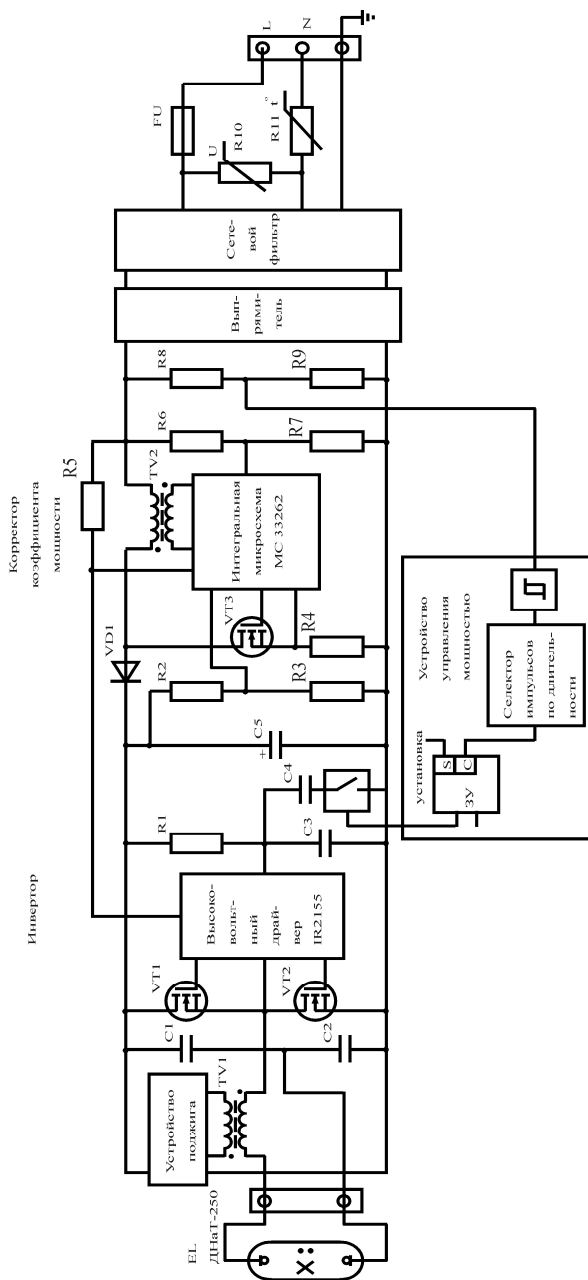 Корректор
коэффициента
мощности
Инвертор
EL
ДНаТ-250
Устройство
поджига
TV1
C1
C2
VT1
VT2
Высоко-
вольт-
ный
драй-
вер
IR2155
R1
C3
C4
+
C5
VD1
R2
R3
VT3
R4
Интегральная
микросхема
МС 33262
TV2
R5
R6
R7
R8
R9
Вып-
рями-
тель
Сете-
вой
фильтр
FU
U
R10
R11
t°
L
N
установка
S
C
ЗУ
Устройство
управления
мощностью
Селектор
импульсов
по длитель-
ности